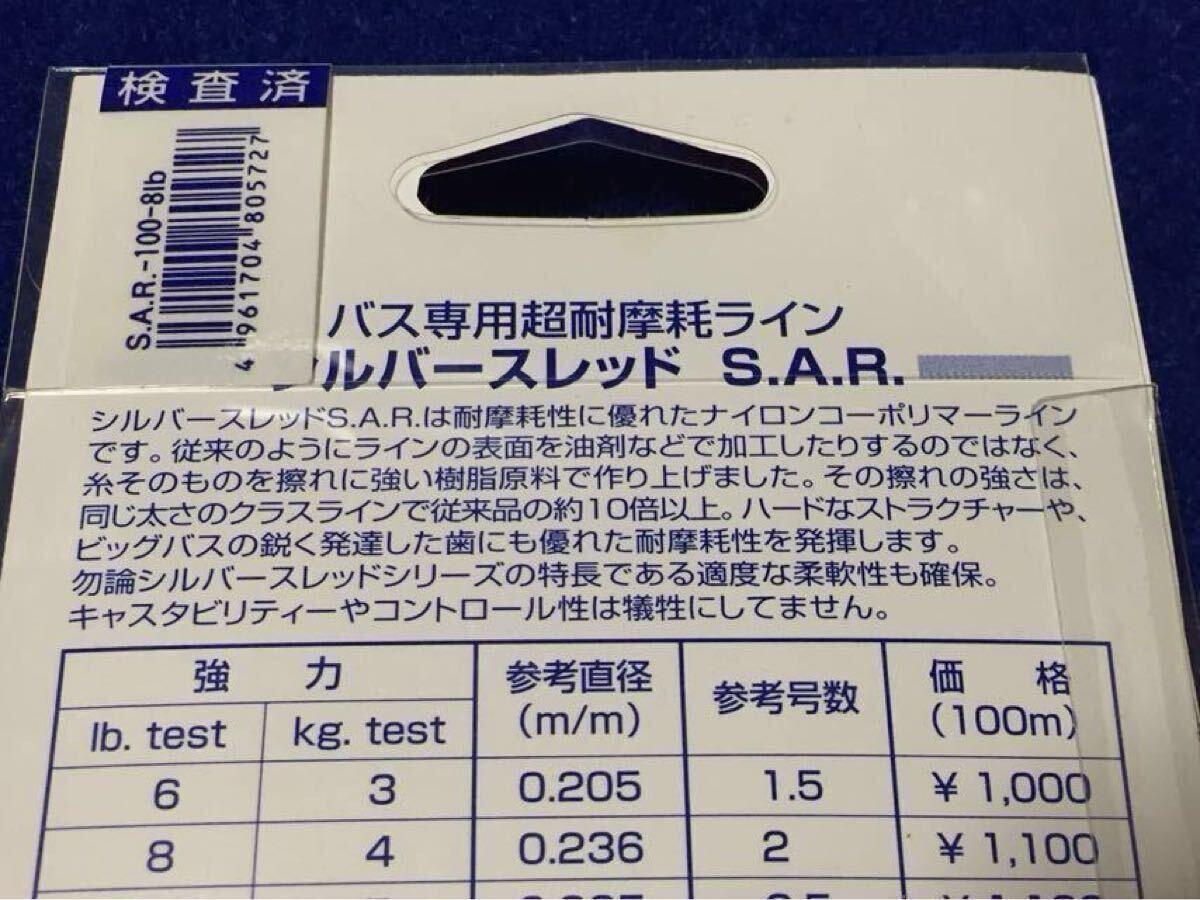 検査済
S.A.R.-100-8lb
4 961704 805727
バス専用超耐摩耗ライン
シルバースレッド S.A.R.
シルバースレッドS.A.R.は耐摩耗性に優れたナイロンコーポリマーライン
です。従来のようにラインの表面を油剤などで加工したりするのではなく、
糸そのものを擦れに強い樹脂原料で作り上げました。その擦れの強さは、
同じ太さのクラスラインで従来品の約10倍以上。ハードなストラクチャーや、
ビッグバスの鋭く発達した歯にも優れた耐摩耗性を発揮します。
勿論シルバースレッドシリーズの特長である適度な柔軟性も確保。
キャスタビリティーやコントロール性は犠牲にしてません。
強 力 参考直径 (m/m) 参考号数 価 格 (100m)
lb. test kg. test
6 3 0.205 1.5 ¥1,000
8 4 0.236 2 ¥1,100